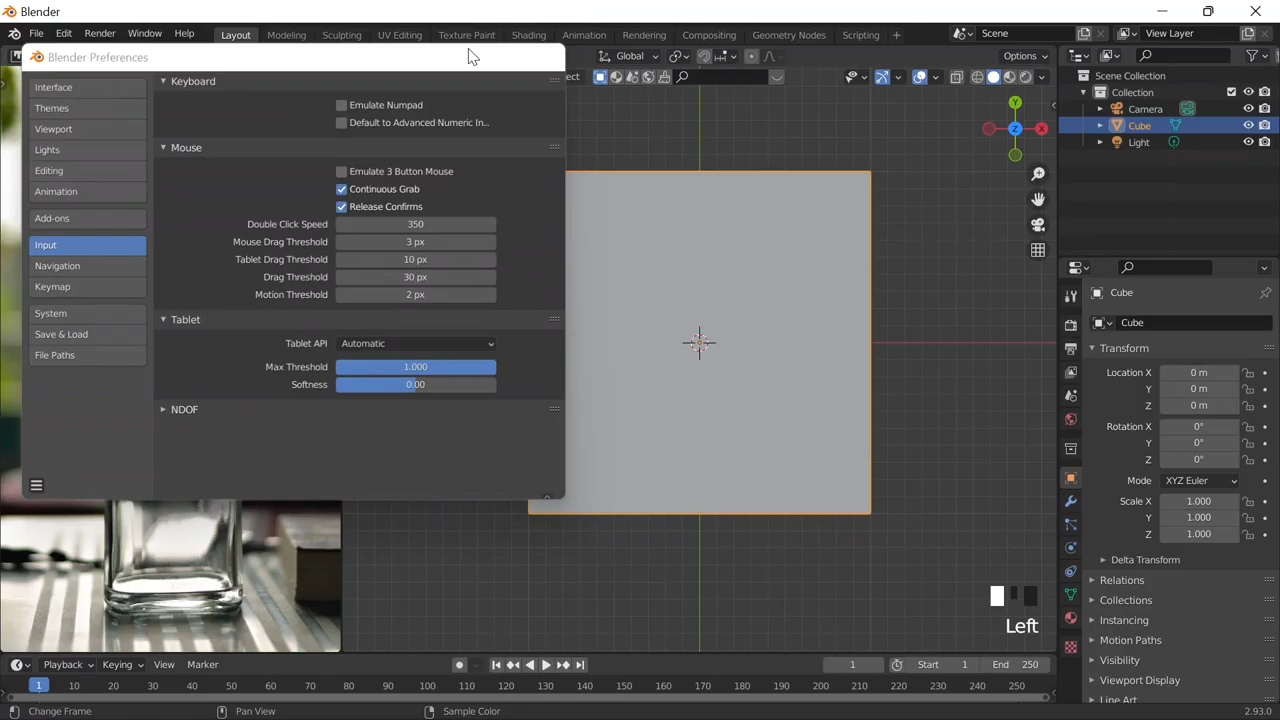 Blender
File Edit Render Window Help Layout Modeling Sculpting UV Editing Texture Paint Shading Animation Rendering Compositing Geometry Nodes Scripting Scene View Layer
Blender Preferences
Global
Options
Interface
Themes
Viewport
Lights
Editing
Animation
Add-ons
Input
Navigation
Keymap
System
Save & Load
File Paths
Keyboard
Emulate Numpad
Default to Advanced Numeric In...
Mouse
Emulate 3 Button Mouse
Continuous Grab
Release Confirms
Double Click Speed 350
Mouse Drag Threshold 3 px
Tablet Drag Threshold 10 px
Drag Threshold 30 px
Motion Threshold 2 px
Tablet
Tablet API Automatic
Max Threshold 1.000
Softness 0.00
NDOF
ect
Y
Z X
Left
Scene Collection
Collection
Camera
Cube
Light
Cube
Cube
Transform
Location X 0 m
Y 0 m
Z 0 m
Rotation X 0°
Y 0°
Z 0°
Mode XYZ Euler
Scale X 1.000
Y 1.000
Z 1.000
Delta Transform
Relations
Collections
Instancing
Motion Paths
Visibility
Viewport Display
Line Art
Playback Keying View Marker 1 Start 1 End 250
1 10 20 30 40 50 60 70 80 90 100 110 120 130 140 150 160 170 180 190 200 210 220 230 240 250
Change Frame Pan View Sample Color 2.93.0